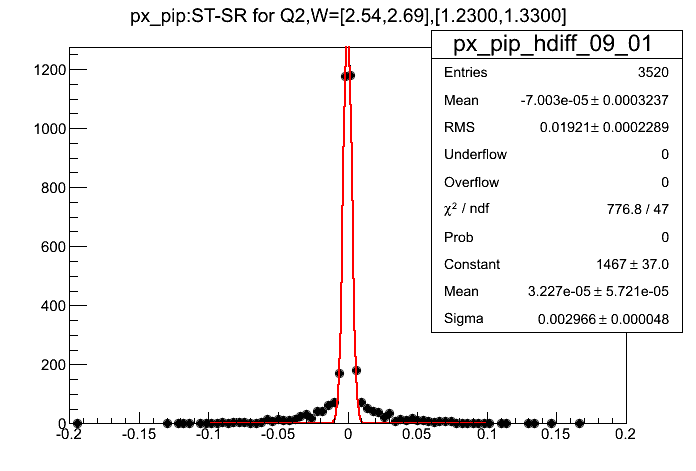 px_pip:ST-SR for Q2,W=[2.54,2.69],[1.2300,1.3300]
px_pip_hdiff_09_01
Entries 3520
Mean -7.003e-05 ± 0.0003237
RMS 0.01921 ± 0.0002289
Underflow 0
Overflow 0
χ² / ndf 776.8 / 47
Prob 0
Constant 1467 ± 37.0
Mean 3.227e-05 ± 5.721e-05
Sigma 0.002966 ± 0.000048
1200
1000
800
600
400
200
0
-0.2 -0.15 -0.1 -0.05 0 0.05 0.1 0.15 0.2